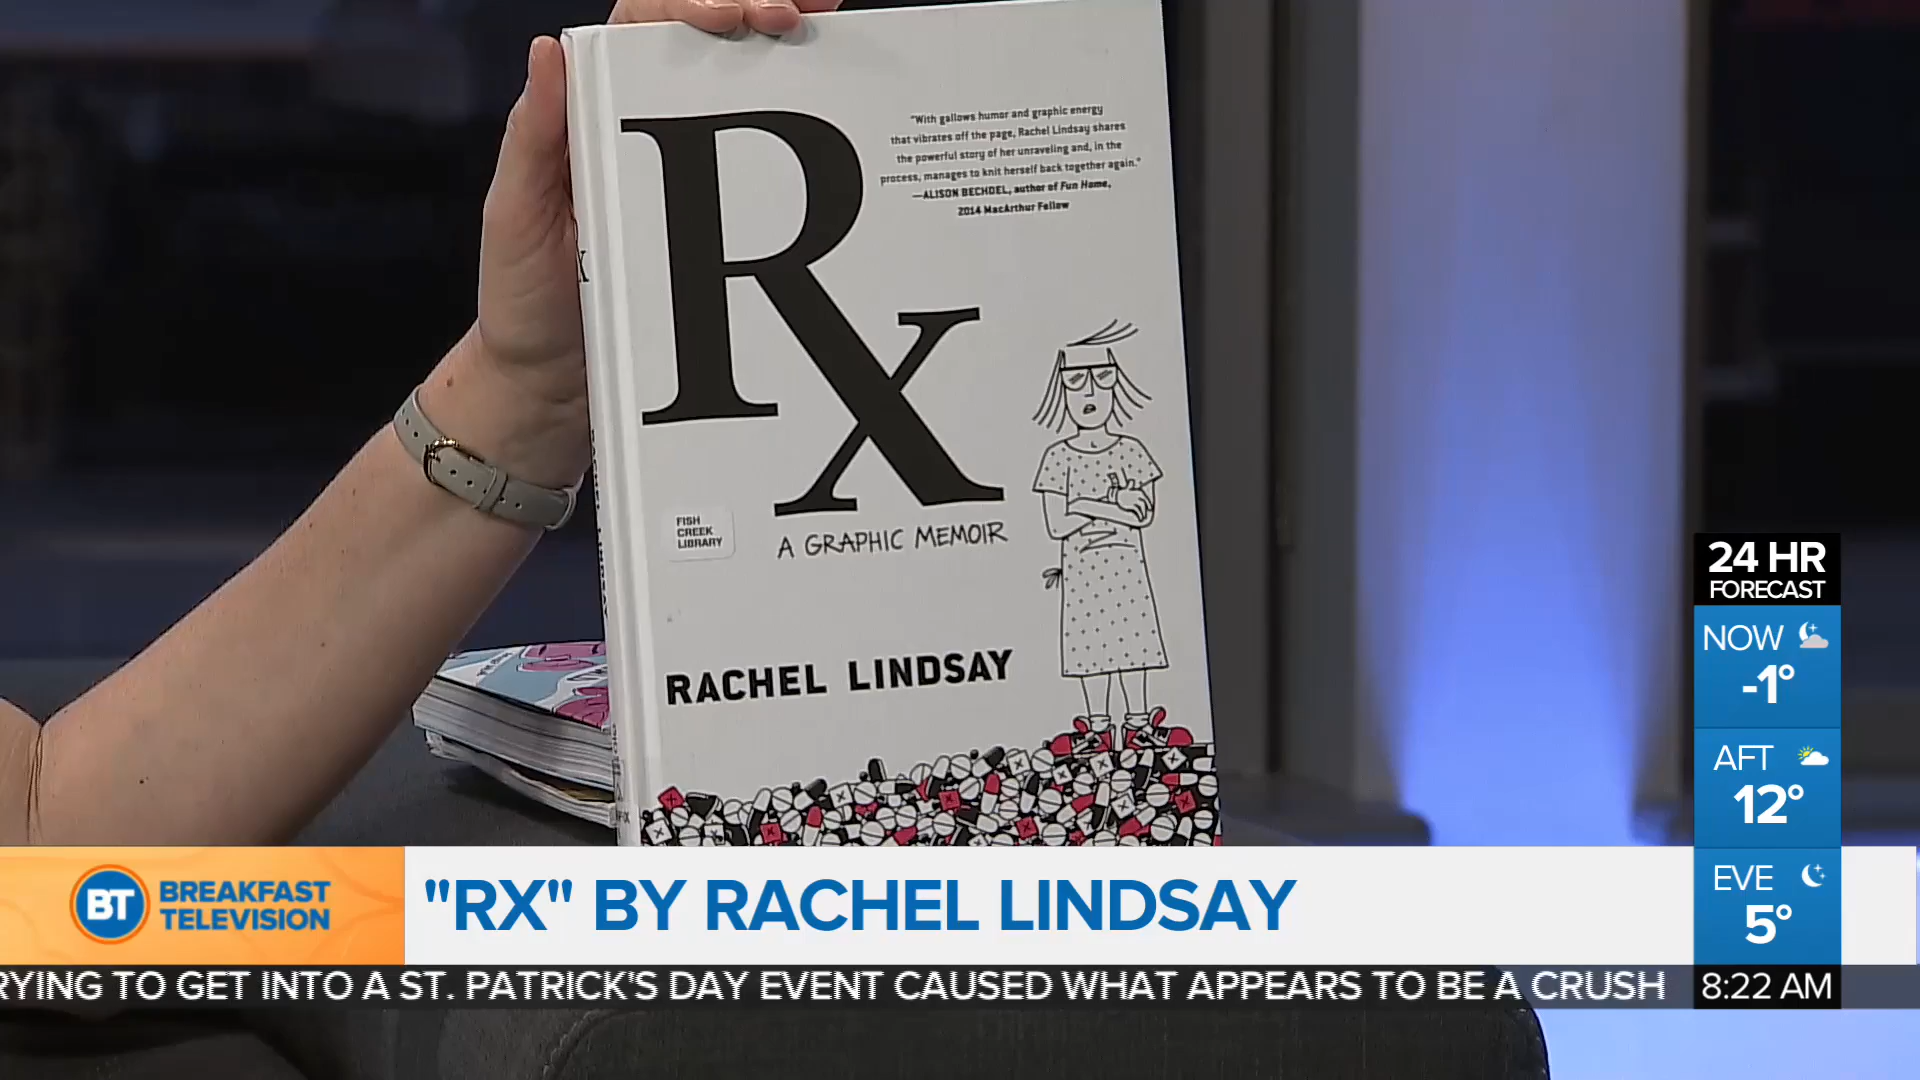 Rx
"With gallows humor and graphic energy
that vibrates off the page, Rachel Lindsay shares
the powerful story of her unraveling and, in the
process, manages to knit herself back together again."
—ALISON BECHDEL, author of Fun Home,
2014 MacArthur Fellow
FISH
CREEK
LIBRARY
A GRAPHIC MEMOIR
RACHEL LINDSAY
24 HR
FORECAST
NOW
-1°
AFT
12°
EVE
5°
BT BREAKFAST
TELEVISION
"RX" BY RACHEL LINDSAY
RYING TO GET INTO A ST. PATRICK'S DAY EVENT CAUSED WHAT APPEARS TO BE A CRUSH
8:22 AM